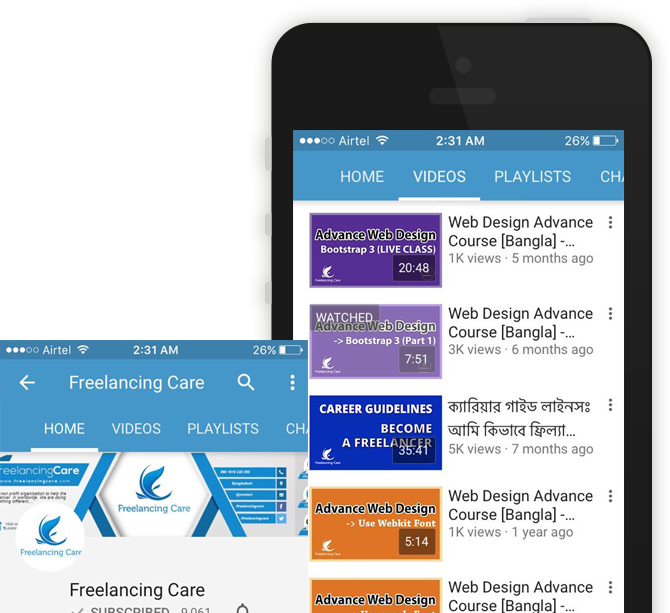 Airtel
2:31 AM
26%
HOME
VIDEOS
PLAYLISTS
CHA
Advance Web Design
Bootstrap 3 (LIVE CLASS)
20:48
Freelancing Care
Web Design Advance
Course [Bangla] -...
1K views · 5 months ago
WATCHED
Advance Web Design
-> Bootstrap 3 (Part 1)
7:51
Freelancing Care
Web Design Advance
Course [Bangla] -...
3K views · 6 months ago
CAREER GUIDELINES
BECOME
A FREELANCER
35:41
Freelancing Care
ক্যারিয়ার গাইড লাইনসঃ
আমি কিভাবে ফ্রিল্যা...
5K views · 7 months ago
Advance Web Design
-> Use Webkit Font
5:14
Freelancing Care
Web Design Advance
Course [Bangla] -...
1K views · 1 year ago
Advance Web Design
Web Design Advance
Course [Bangla] -...
Airtel
2:31 AM
26%
Freelancing Care
HOME
VIDEOS
PLAYLISTS
CH
reelancingCare
www.freelancingcare.com
Freelancing Care
Freelancing Care
Freelancing Care
SUBSCRIBED 9,061